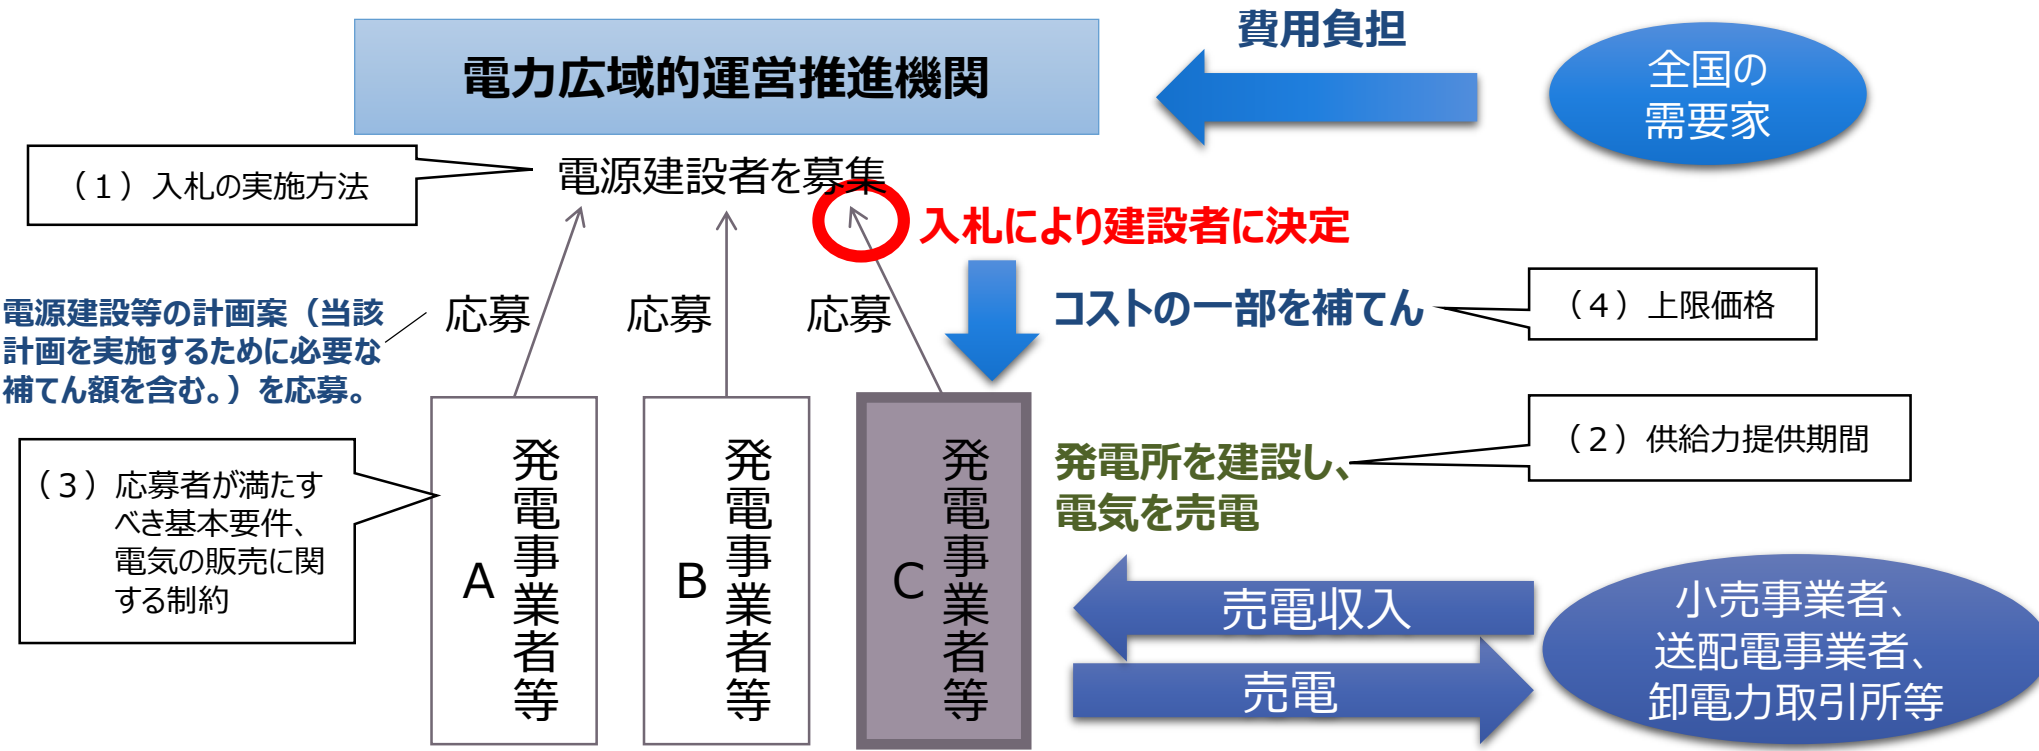 費用負担
電力広域的運営推進機関
全国の
需要家
（１）入札の実施方法
電源建設者を募集
入札により建設者に決定
電源建設等の計画案（当該
計画を実施するために必要な
補てん額を含む。）を応募。
応募
応募
応募
コストの一部を補てん
（４）上限価格
（３）応募者が満たす
べき基本要件、
電気の販売に関
する制約
発電事業者等
A
発電事業者等
B
発電事業者等
C
発電所を建設し、
電気を売電
（２）供給力提供期間
売電収入
売電
小売事業者、
送配電事業者、
卸電力取引所等